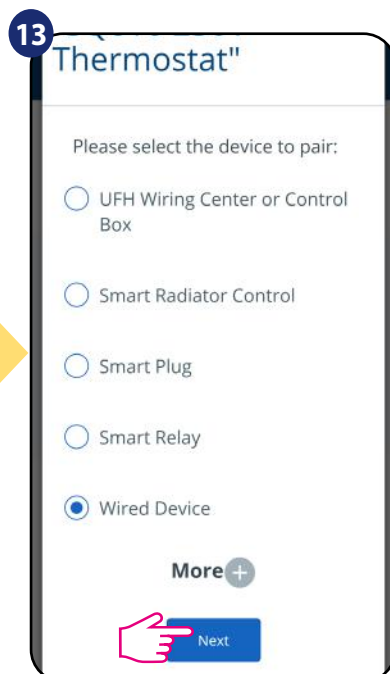 13
Thermostat"
Please select the device to pair:
UFH Wiring Center or Control
Box
Smart Radiator Control
Smart Plug
Smart Relay
Wired Device
More
Next